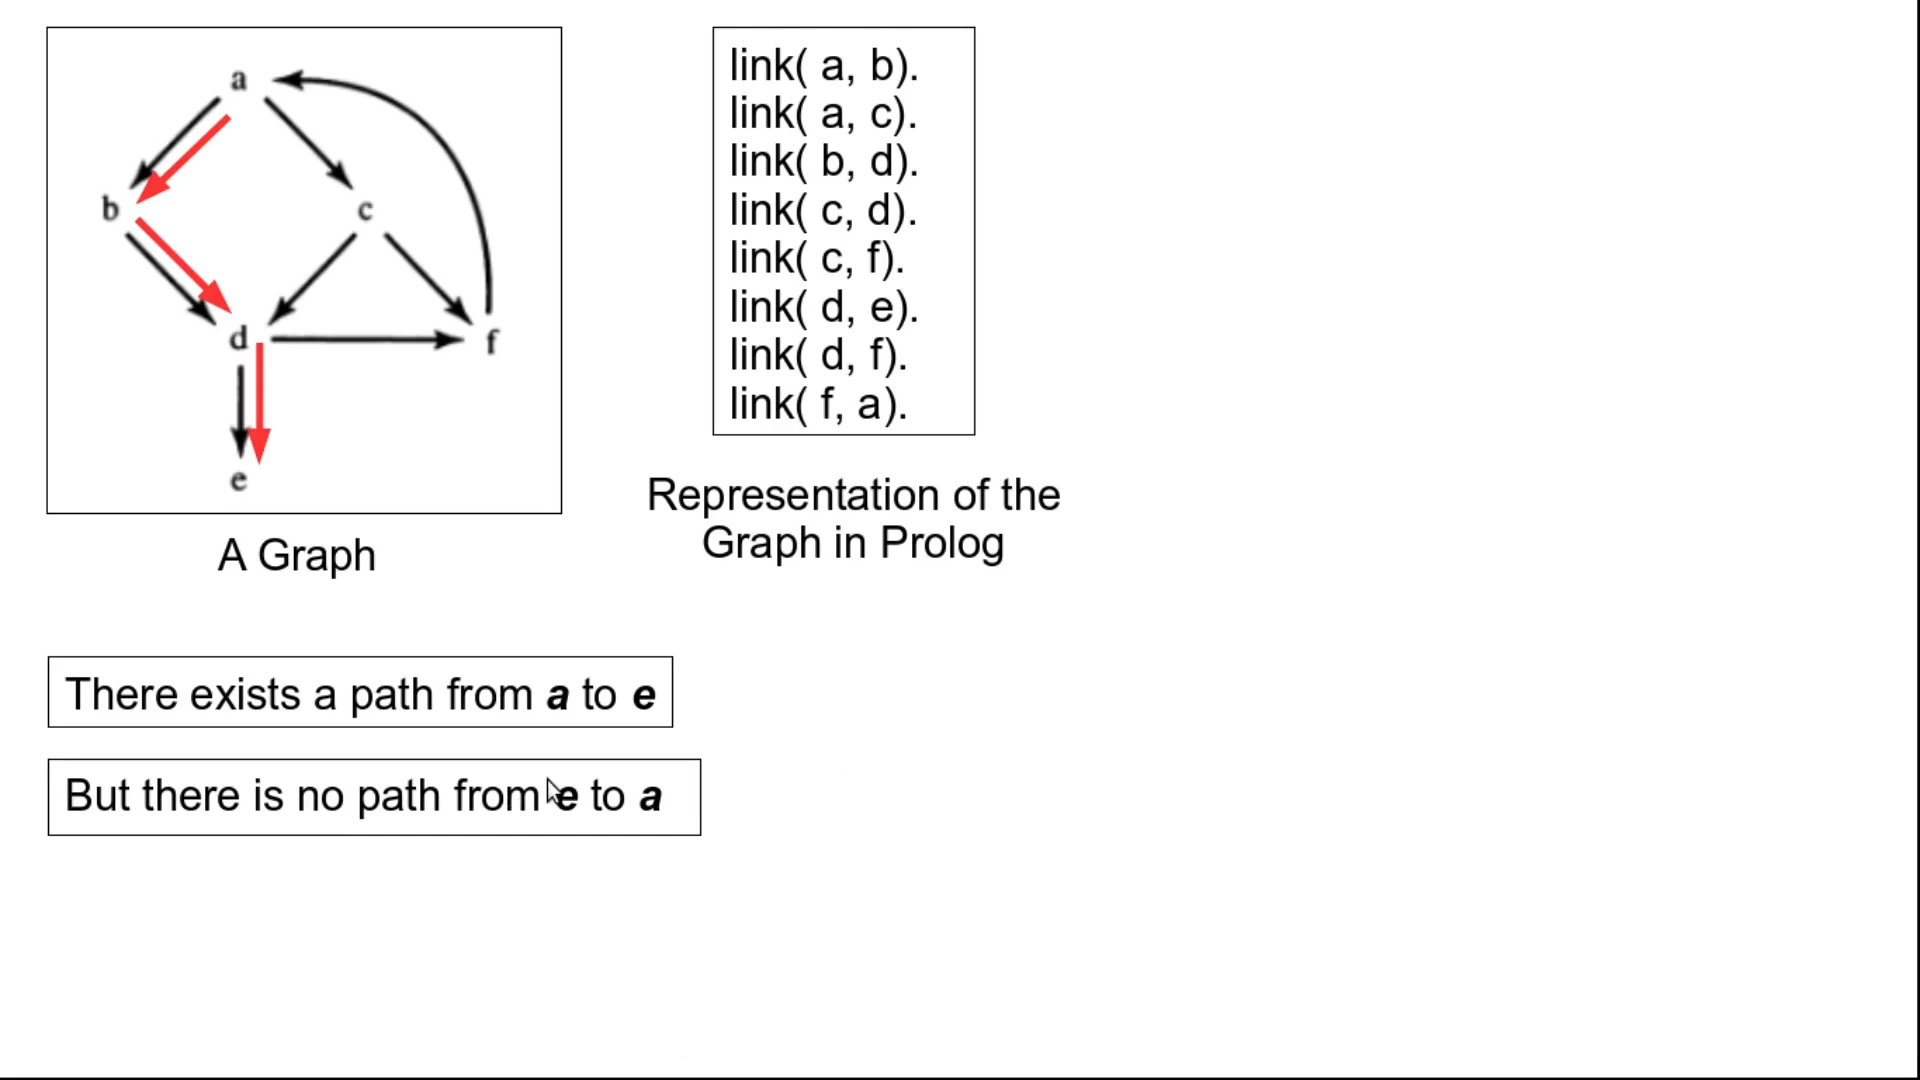 a
b
c
d
f
e
A Graph
link( a, b).
link( a, c).
link( b, d).
link( c, d).
link( c, f).
link( d, e).
link( d, f).
link( f, a).
Representation of the
Graph in Prolog
There exists a path from a to e
But there is no path from e to a